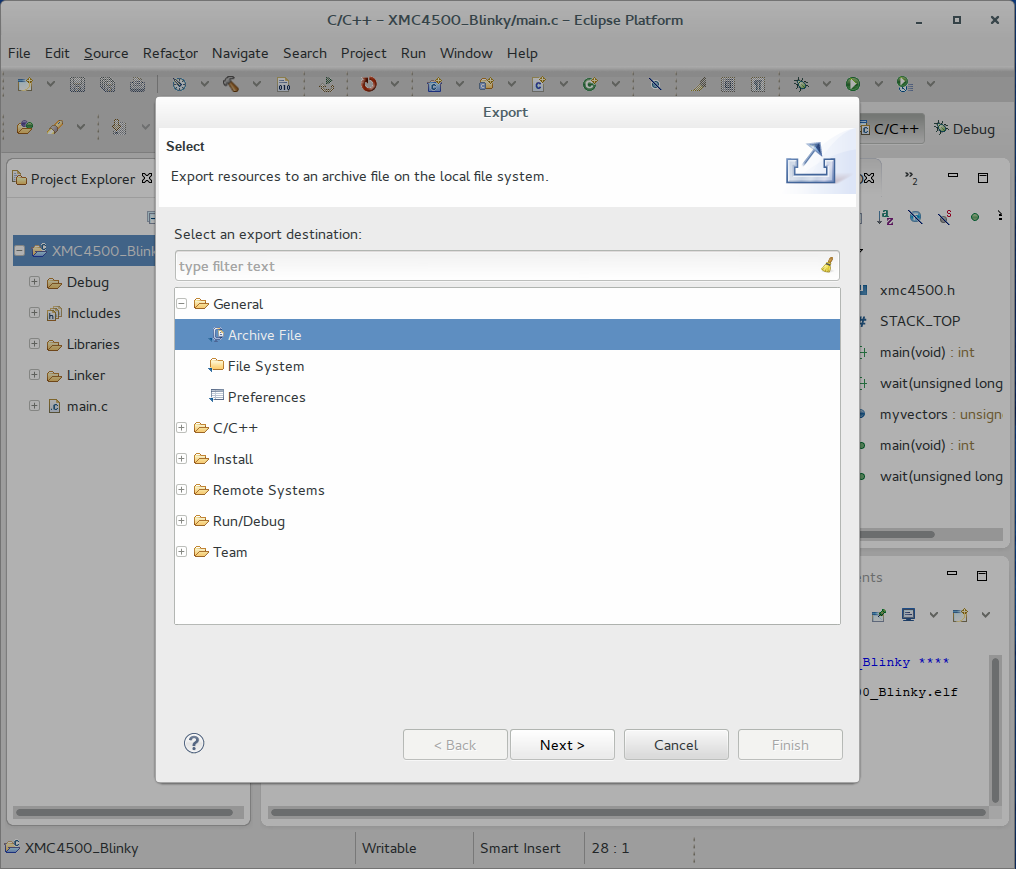 C/C++ – XMC4500_Blinky/main.c – Eclipse Platform
File Edit Source Refactor Navigate Search Project Run Window Help
Export
C/C++ Debug
Select
Export resources to an archive file on the local file system.
Project Explorer
Select an export destination:
type filter text
XMC4500_Blink
Debug
Includes
Libraries
Linker
main.c
General
Archive File
File System
Preferences
C/C++
Install
Remote Systems
Run/Debug
Team
xmc4500.h
STACK_TOP
main(void) : int
wait(unsigned long
myvectors : unsign
main(void) : int
wait(unsigned long
ents
_Blinky ****
00_Blinky.elf
< Back Next > Cancel Finish
XMC4500_Blinky Writable Smart Insert 28 : 1